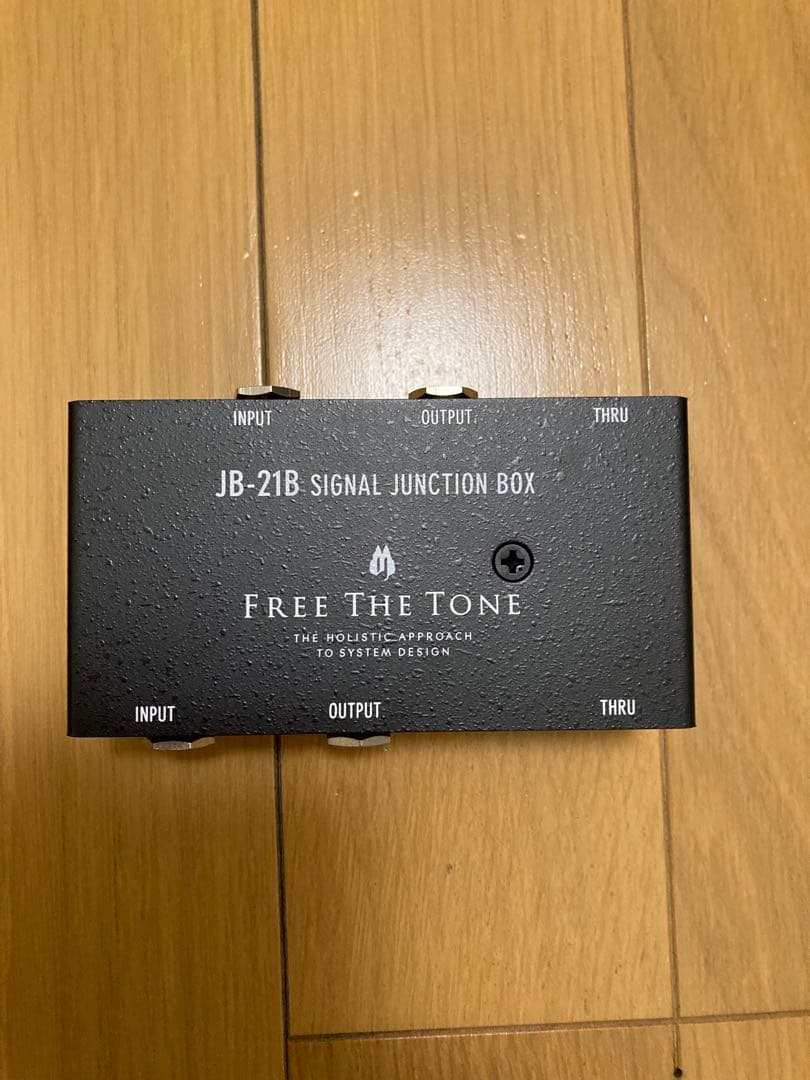 INPUT OUTPUT THRU
JB-21B SIGNAL JUNCTION BOX
FREE THE TONE
THE HOLISTIC APPROACH
TO SYSTEM DESIGN
INPUT OUTPUT THRU